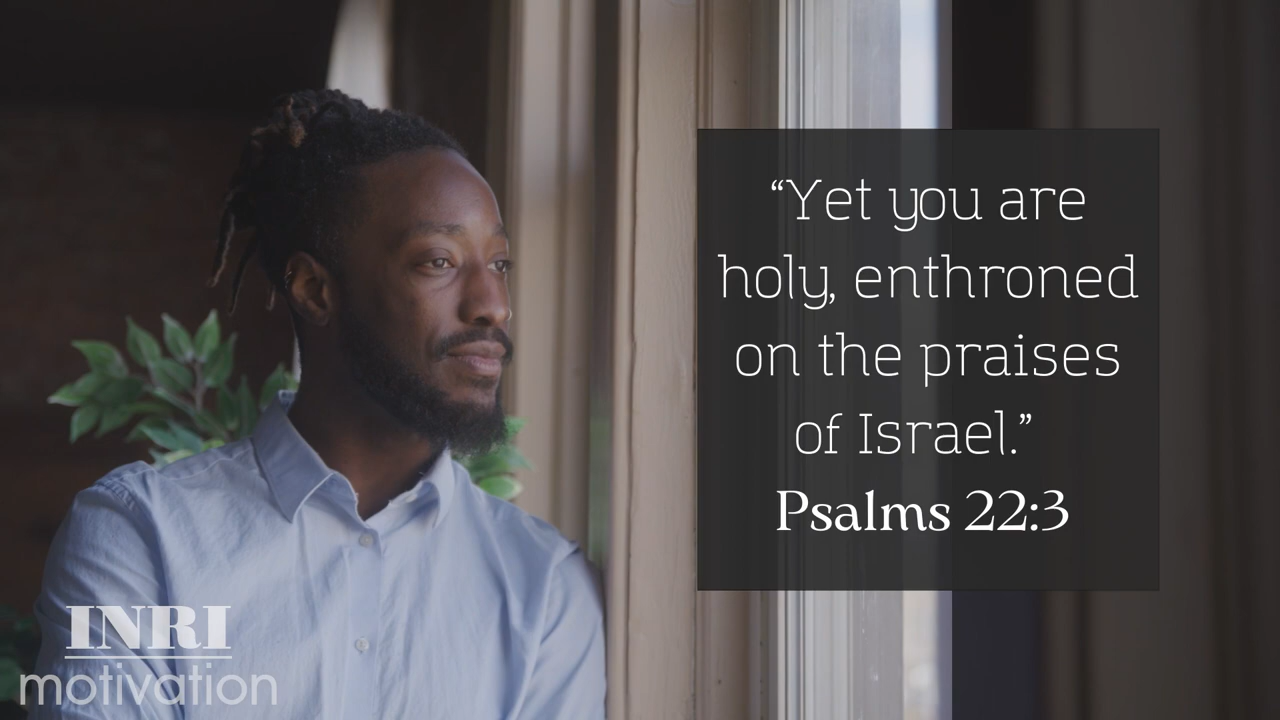 “Yet you are
holy, enthroned
on the praises
of Israel.”
Psalms 22:3
INRI
motivation